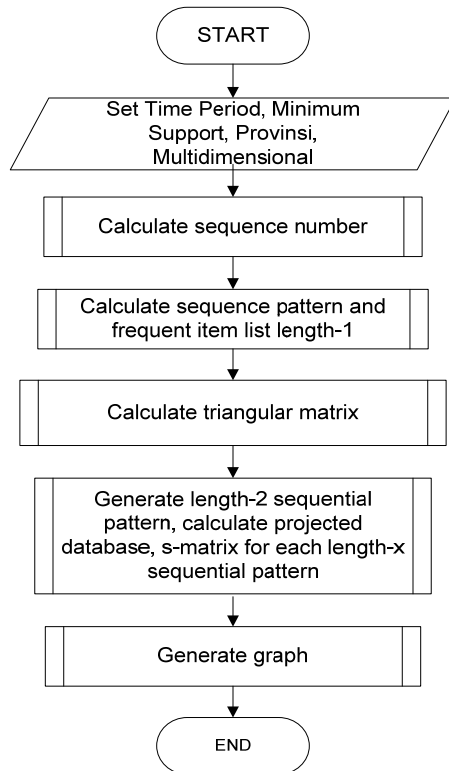 START
Set Time Period, Minimum
Support, Provinsi,
Multidimensional
Calculate sequence number
Calculate sequence pattern and
frequent item list length-1
Calculate triangular matrix
Generate length-2 sequential
pattern, calculate projected
database, s-matrix for each length-x
sequential pattern
Generate graph
END